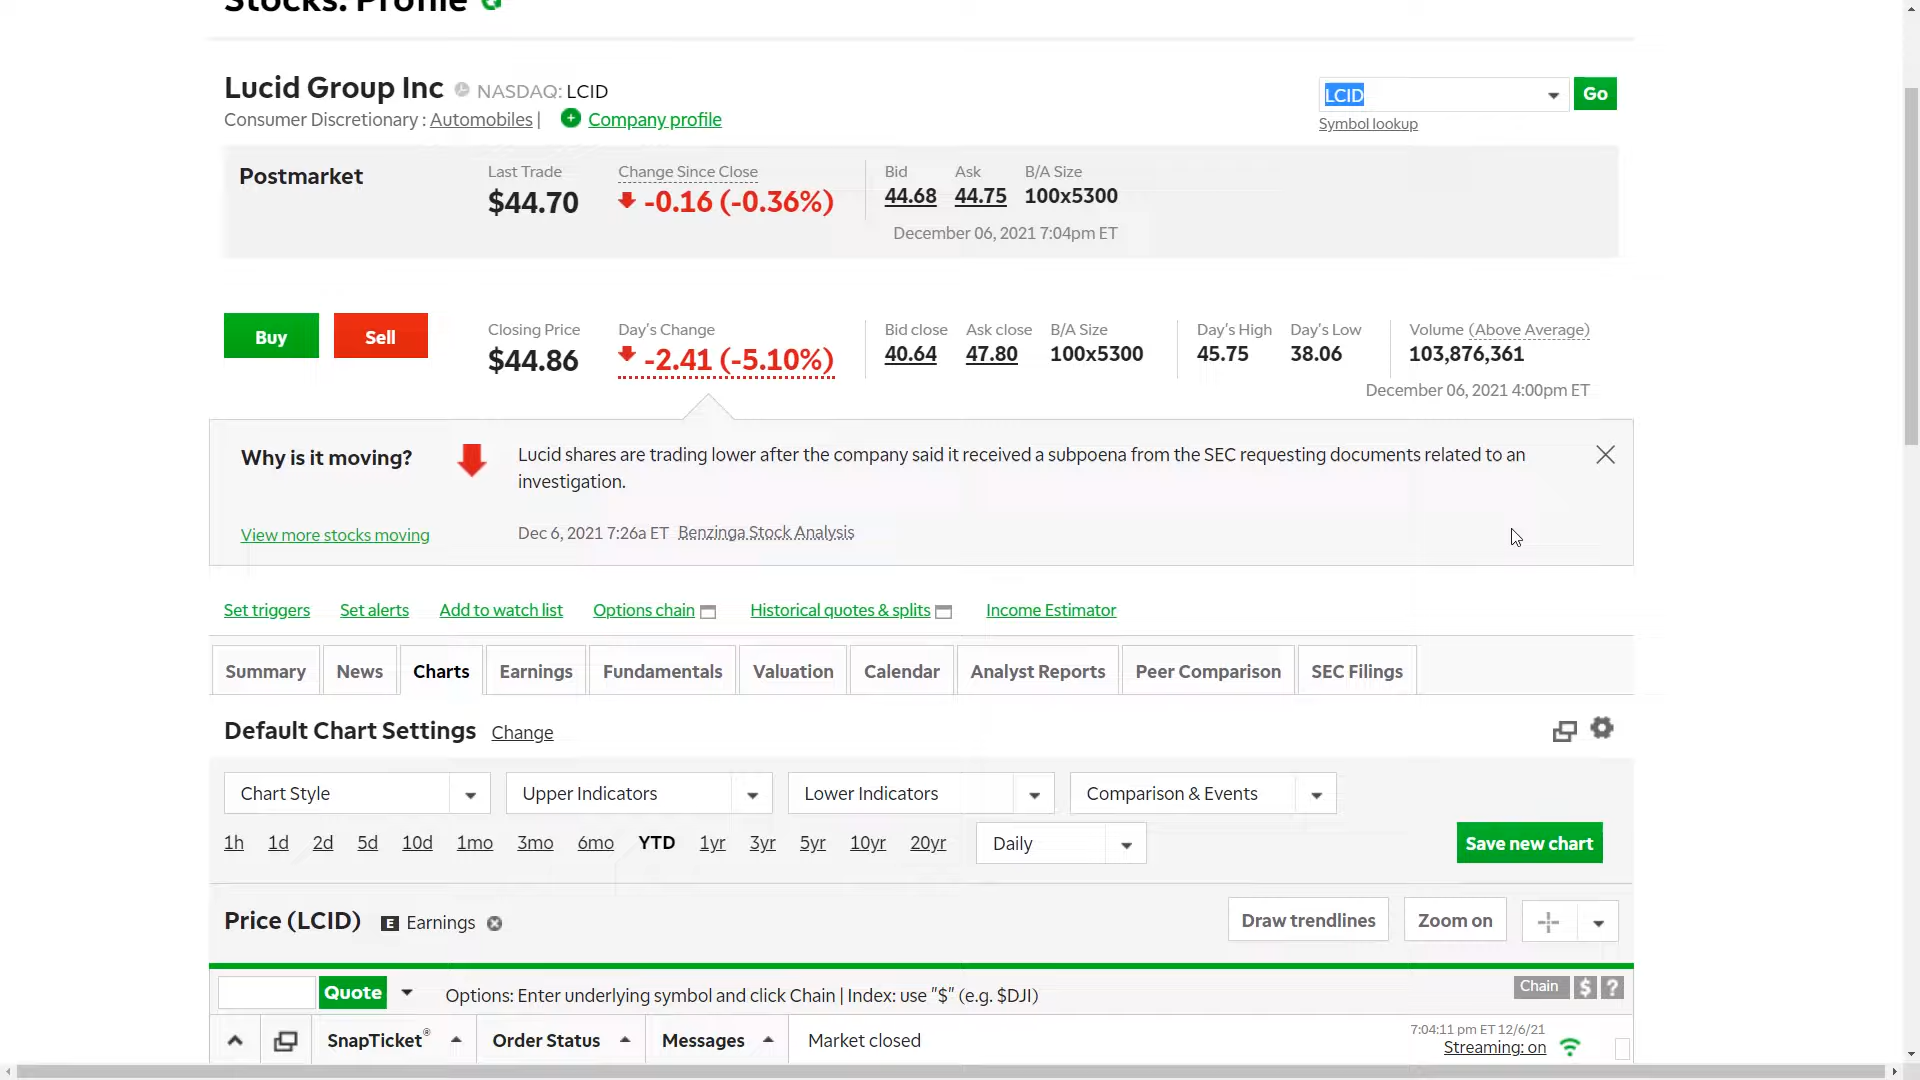 Stocks: Profile
Lucid Group Inc NASDAQ: LCID
LCID Go
Consumer Discretionary : Automobiles | Company profile
Symbol lookup
Postmarket
Last Trade Change Since Close Bid Ask B/A Size
$44.70 -0.16 (-0.36%) 44.68 44.75 100x5300
December 06, 2021 7:04pm ET
Buy Sell
Closing Price Day's Change Bid close Ask close B/A Size Day's High Day's Low Volume (Above Average)
$44.86 -2.41 (-5.10%) 40.64 47.80 100x5300 45.75 38.06 103,876,361
December 06, 2021 4:00pm ET
Why is it moving?
Lucid shares are trading lower after the company said it received a subpoena from the SEC requesting documents related to an
investigation.
View more stocks moving Dec 6, 2021 7:26a ET Benzinga Stock Analysis
Set triggers Set alerts Add to watch list Options chain Historical quotes & splits Income Estimator
Summary News Charts Earnings Fundamentals Valuation Calendar Analyst Reports Peer Comparison SEC Filings
Default Chart Settings Change
Chart Style Upper Indicators Lower Indicators Comparison & Events
1h 1d 2d 5d 10d 1mo 3mo 6mo YTD 1yr 3yr 5yr 10yr 20yr Daily Save new chart
Price (LCID) E Earnings Draw trendlines Zoom on
Quote Options: Enter underlying symbol and click Chain | Index: use "$" (e.g. $DJI) Chain $ ?
SnapTicket® Order Status Messages Market closed
7:04:11 pm ET 12/6/21
Streaming: on